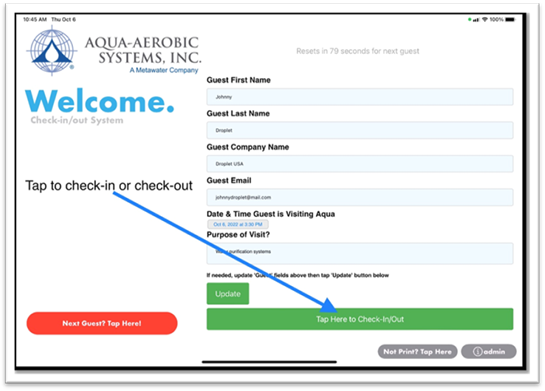 10:45 AM Thu Oct 6
100%
AQUA-AEROBIC
SYSTEMS, INC.
A Metawater Company
Resets in 79 seconds for next guest
Welcome.
Check-in/out System
Guest First Name
Johnny
Guest Last Name
Droplet
Guest Company Name
Droplet USA
Tap to check-in or check-out
Guest Email
johnnydroplet@mail.com
Date & Time Guest is Visiting Aqua
Oct 6, 2022 at 3:30 PM
Purpose of Visit?
purification systems
If needed, update 'Guest' fields above then tap 'Update' button below
Update
Next Guest? Tap Here!
Tap Here to Check-In/Out
Not Print? Tap Here
admin